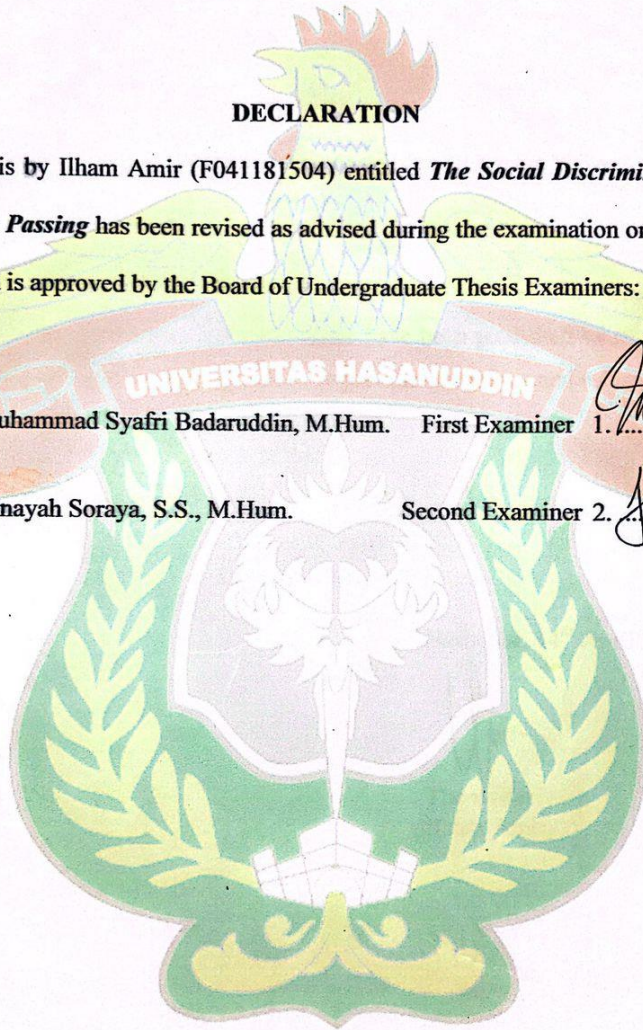 DECLARATION
is by Ilham Amir (F041181504) entitled The Social Discrimi
Passing has been revised as advised during the examination or
is approved by the Board of Undergraduate Thesis Examiners:
UNIVERSITAS HASANUDDIN
uhammad Syafri Badaruddin, M.Hum. First Examiner 1.
nayah Soraya, S.S., M.Hum. Second Examiner 2.